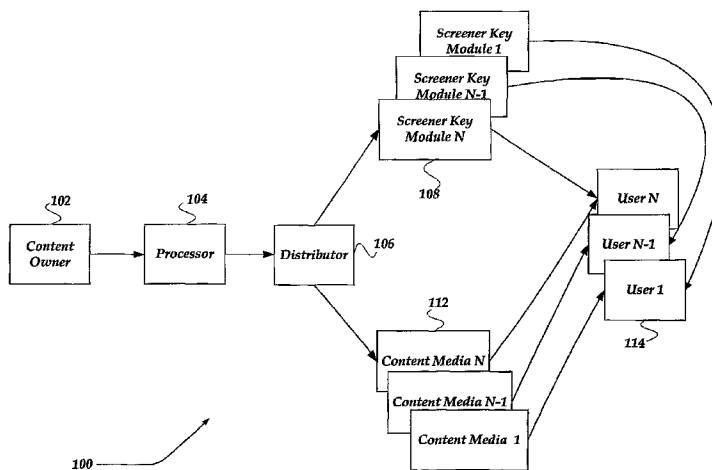 Screener Key
Module 1
Screener Key
Module N-1
Screener Key
Module N
108
102
104
106
Content
Owner
Processor
Distributor
User N
User N-1
User 1
114
112
Content Media N
Content Media N-1
Content Media 1
100